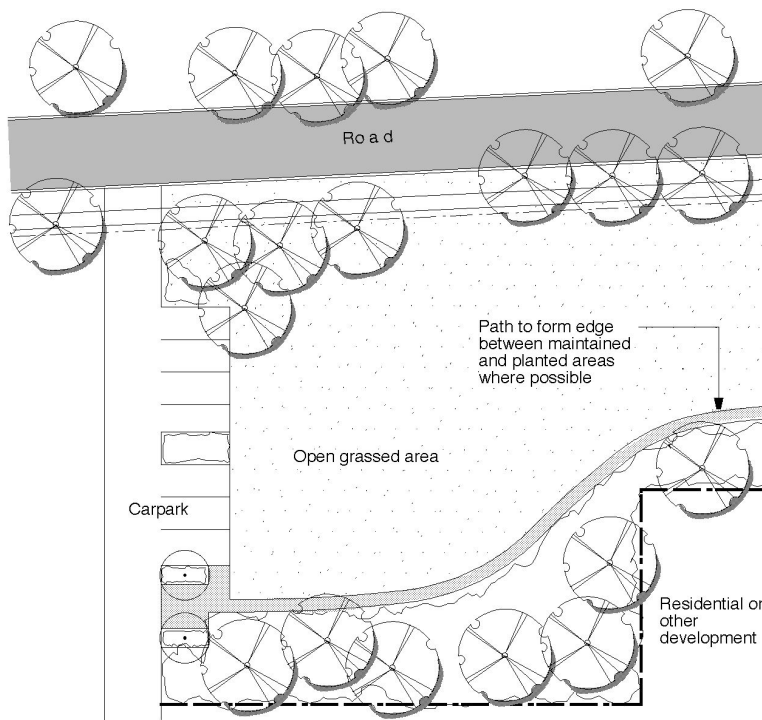 Road
Path to form edge
between maintained
and planted areas
where possible
Open grassed area
Carpark
Residential or
other
development